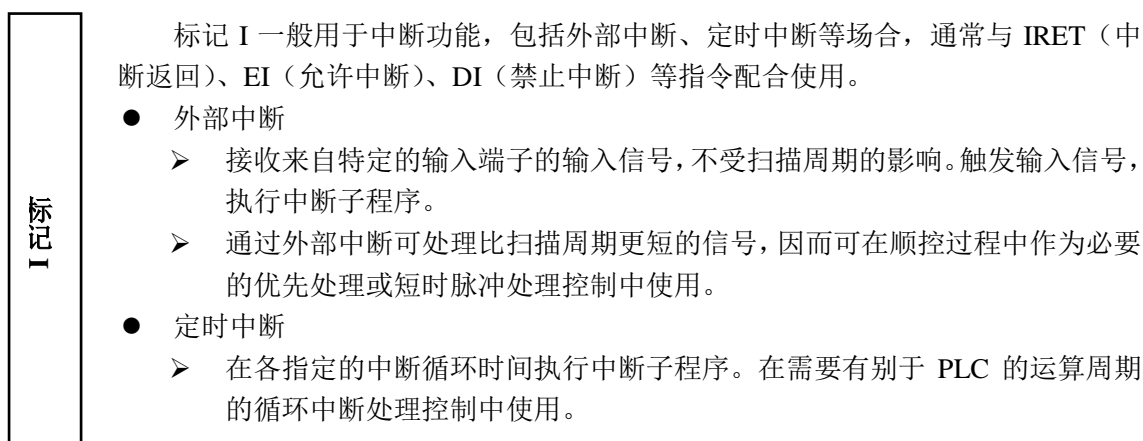 标记 I
标记 I 一般用于中断功能，包括外部中断、定时中断等场合，通常与 IRET（中
断返回）、EI（允许中断）、DI（禁止中断）等指令配合使用。
● 外部中断
➢ 接收来自特定的输入端子的输入信号，不受扫描周期的影响。触发输入信号，
执行中断子程序。
➢ 通过外部中断可处理比扫描周期更短的信号，因而可在顺控过程中作为必要
的优先处理或短时脉冲处理控制中使用。
● 定时中断
➢ 在各指定的中断循环时间执行中断子程序。在需要有别于 PLC 的运算周期
的循环中断处理控制中使用。